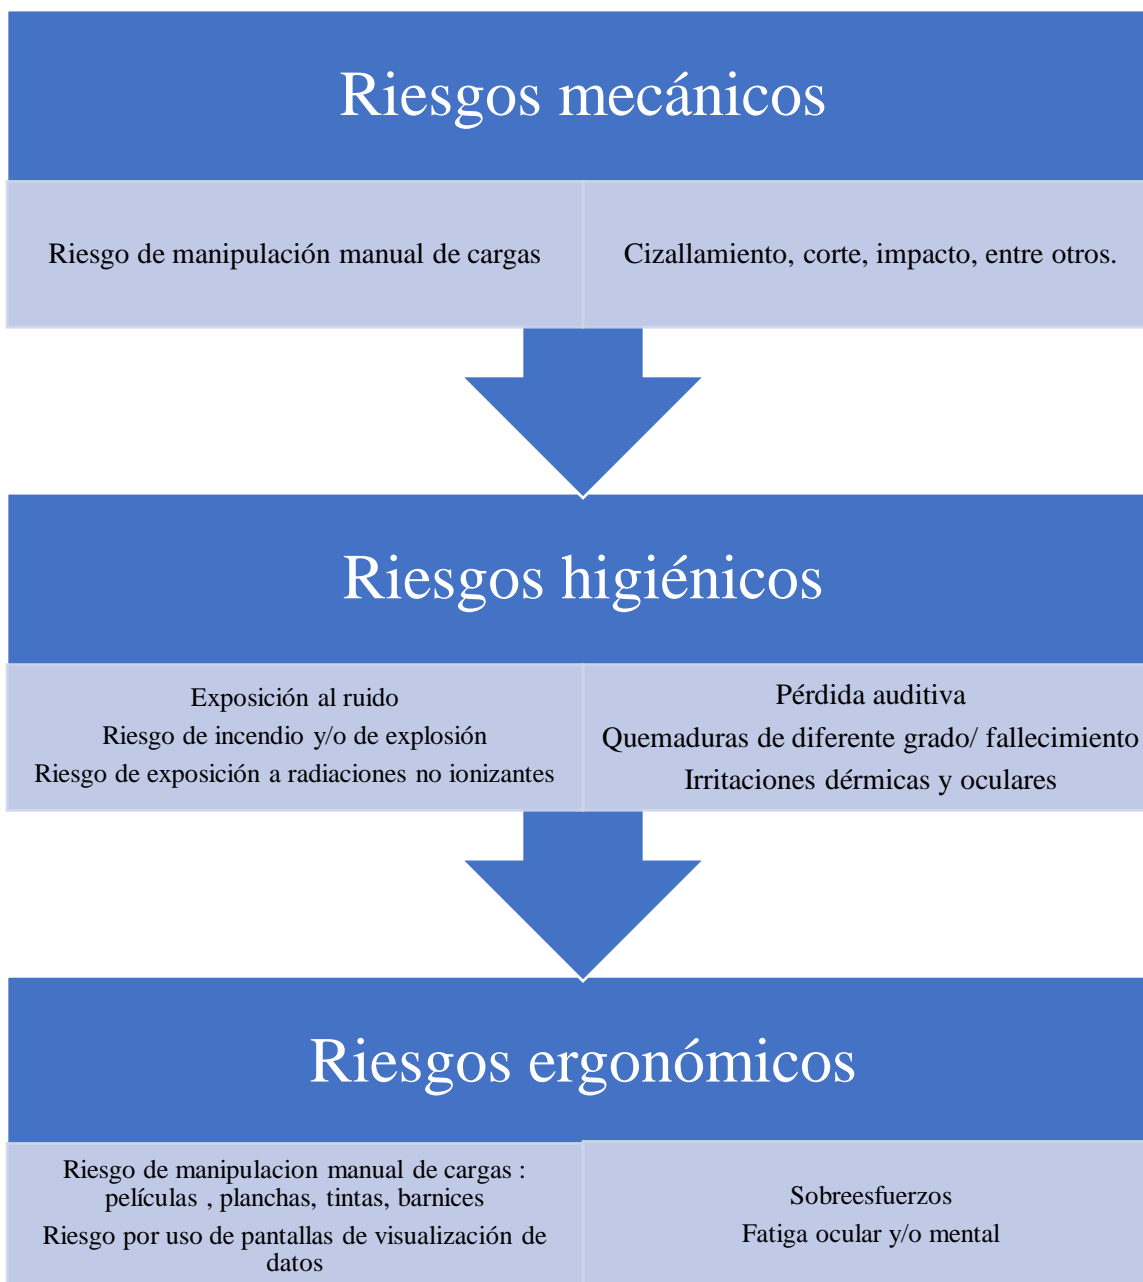 Riesgos mecánicos
Riesgo de manipulación manual de cargas
Cizallamiento, corte, impacto, entre otros.
Riesgos higiénicos
Exposición al ruido
Riesgo de incendio y/o de explosión
Riesgo de exposición a radiaciones no ionizantes
Pérdida auditiva
Quemaduras de diferente grado/ fallecimiento
Irritaciones dérmicas y oculares
Riesgos ergonómicos
Riesgo de manipulacion manual de cargas :
películas , planchas, tintas, barnices
Riesgo por uso de pantallas de visualización de
datos
Sobreesfuerzos
Fatiga ocular y/o mental